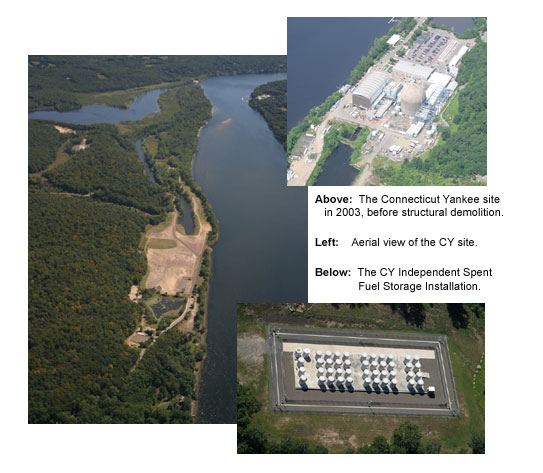 Above: The Connecticut Yankee site
in 2003, before structural demolition.
Left: Aerial view of the CY site.
Below: The CY Independent Spent
Fuel Storage Installation.